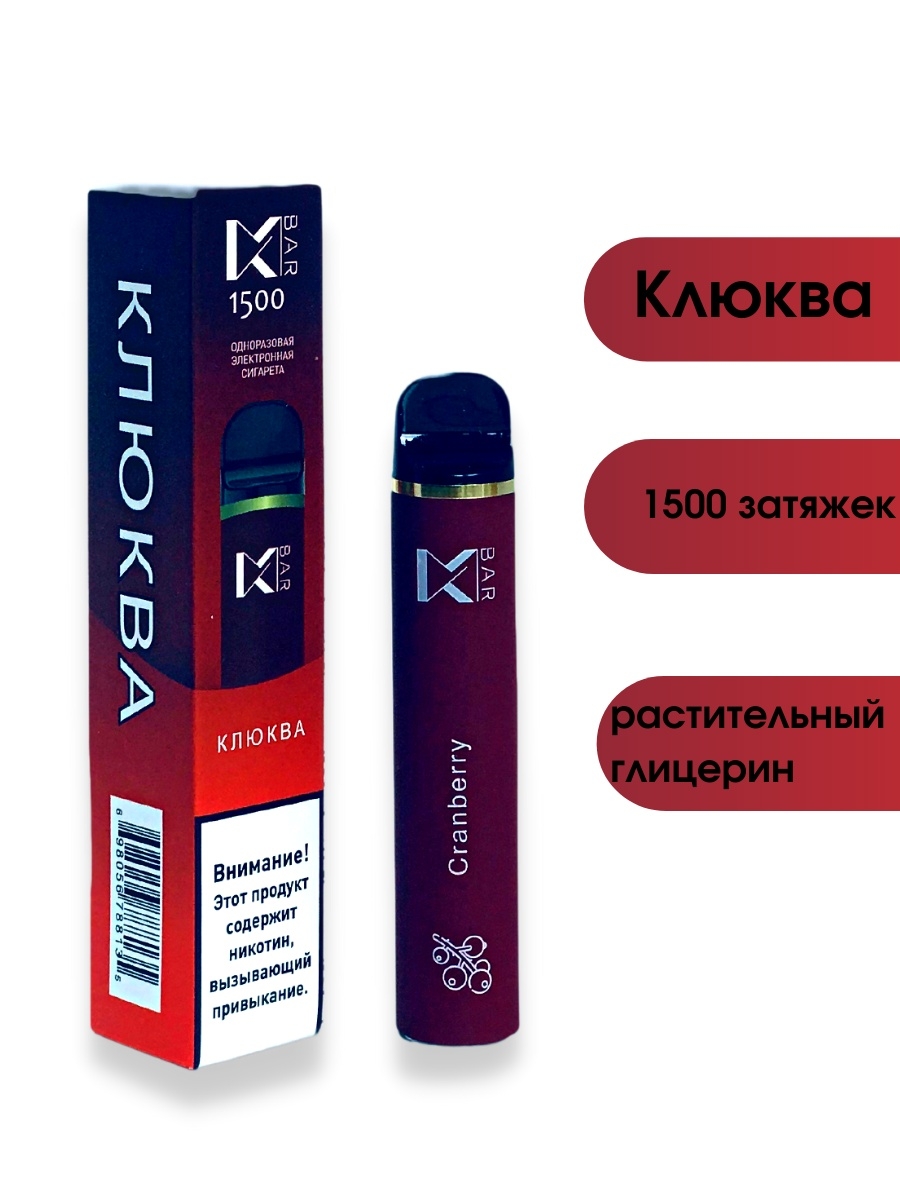 K BAR
1500
ОДНОРАЗОВАЯ
ЭЛЕКТРОННАЯ
СИГАРЕТА
K BAR
КЛЮКВА
Внимание!
Этот продукт
содержит
никотин,
вызывающий
привыкание.
КЛЮКВА
K BAR
Cranberry
Клюква
1500 затяжек
растительный
глицерин